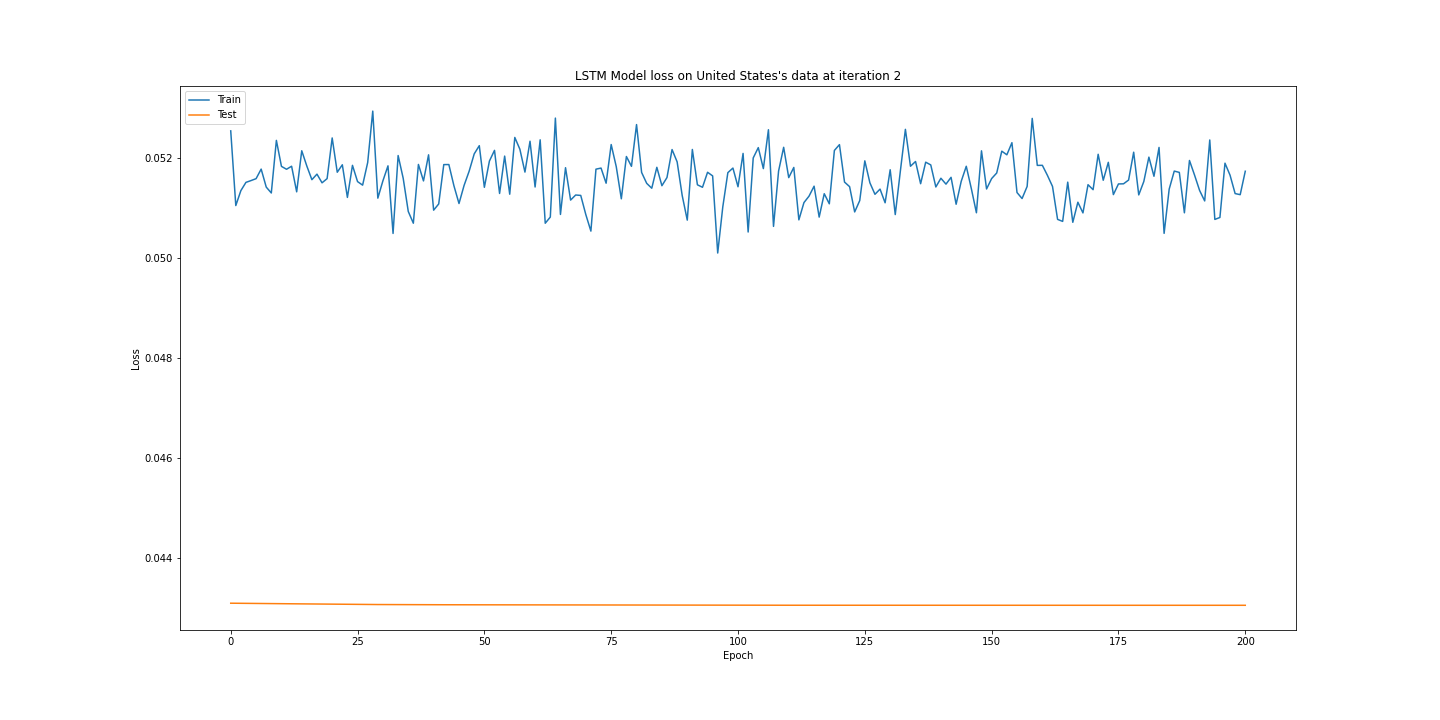 LSTM Model loss on United States's data at iteration 2
Train
Test
0.052
0.050
0.048
0.046
0.044
Loss
0 25 50 75 100 125 150 175 200
Epoch